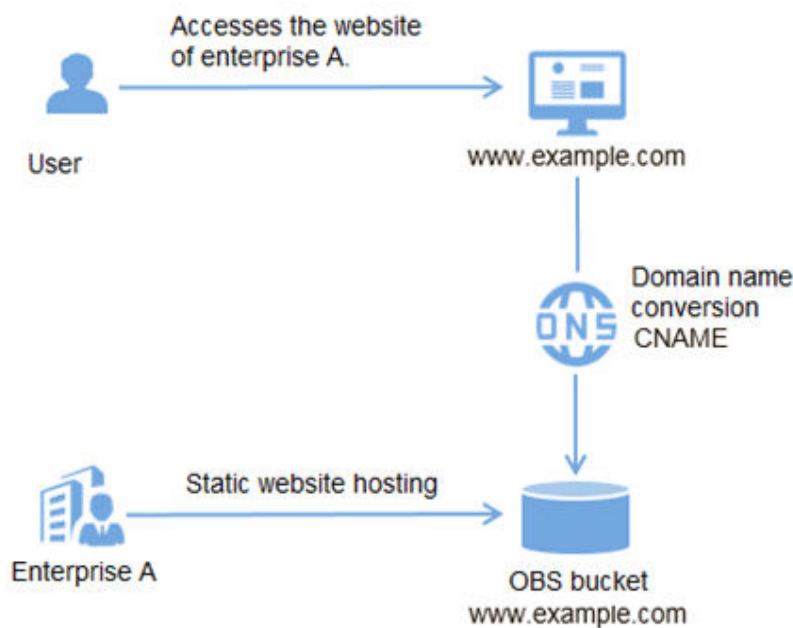 Accesses the website
of enterprise A.
User
www.example.com
DNS
Domain name
conversion
CNAME
Static website hosting
Enterprise A
OBS bucket
www.example.com